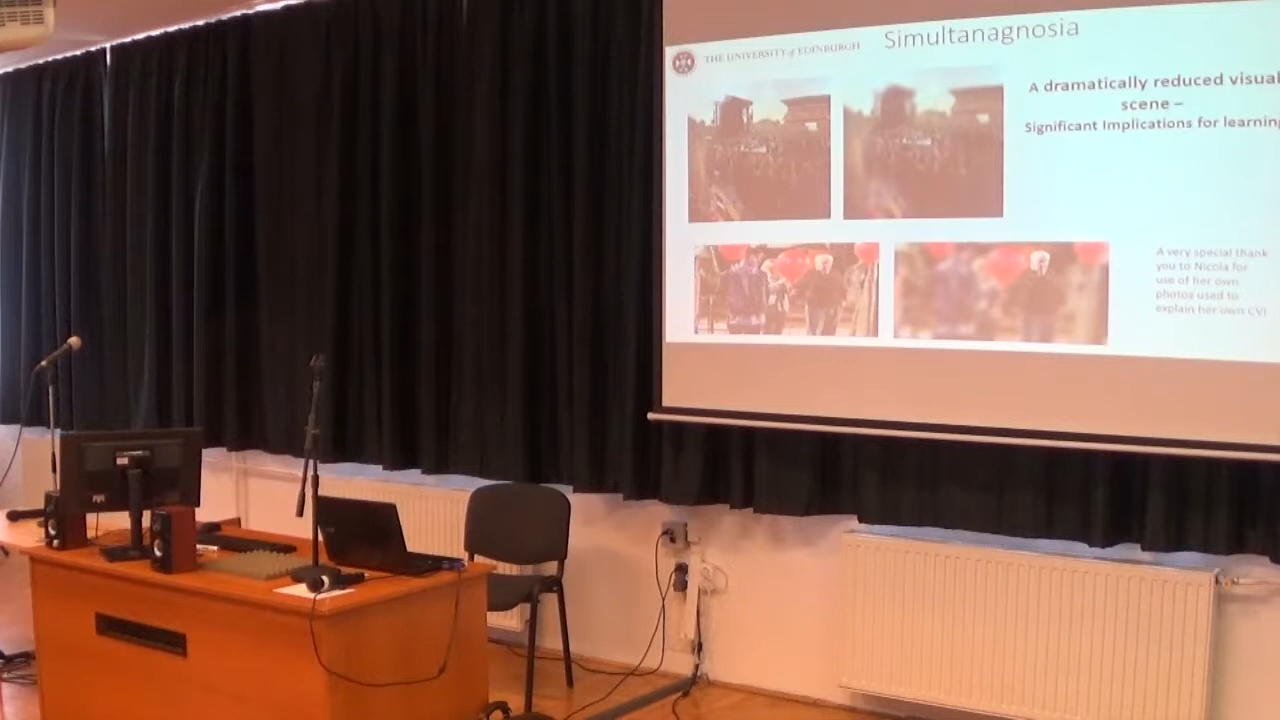 Simultanagnosia
THE UNIVERSITY of EDINBURGH
A dramatically reduced visual
scene –
Significant Implications for learning
A very special thank
you to Nicola for
use of her own
photos used to
explain her own CVI